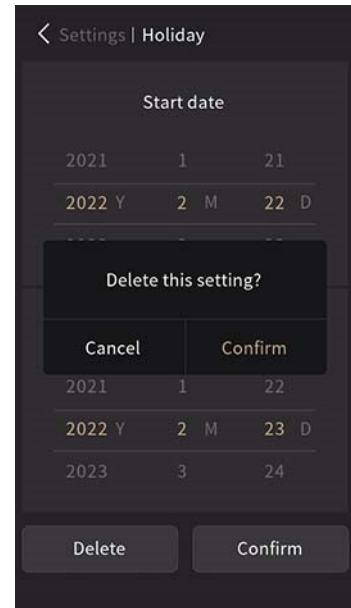 Settings | Holiday
Start date
2021 1 21
2022 Y 2 M 22 D
Delete this setting?
Cancel Confirm
2021 1 22
2022 Y 2 M 23 D
2023 3 24
Delete Confirm